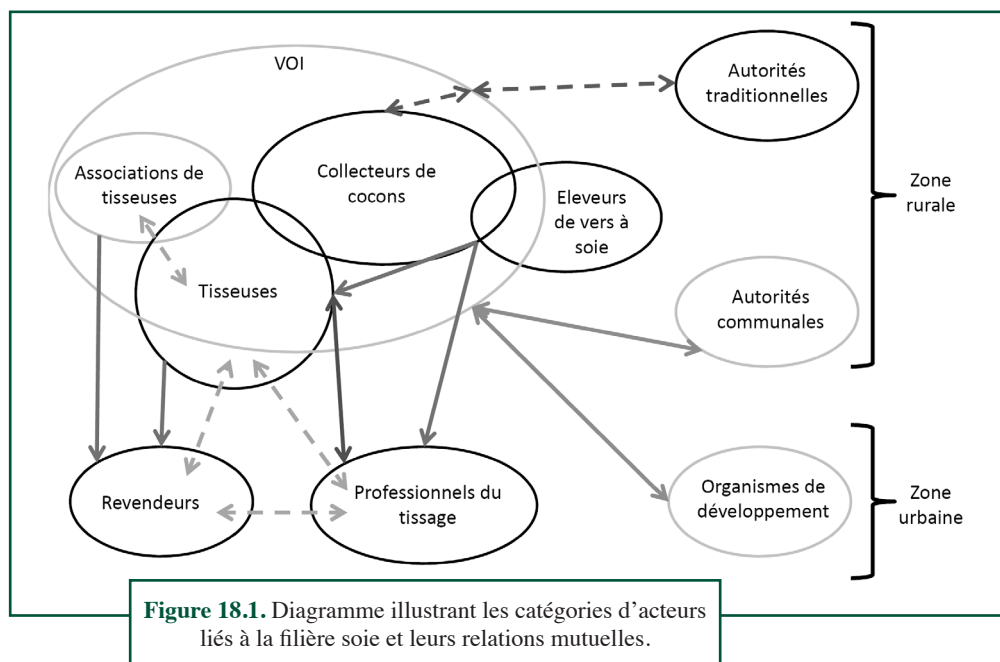 VOI
Autorités
traditionnelles
Associations de
tisseuses
Collecteurs de
cocons
Eleveurs
de vers à
soie
Zone
rurale
Tisseuses
Autorités
communales
Revendeurs
Professionnels du
tissage
Organismes de
développement
Zone
urbaine
Figure 18.1. Diagramme illustrant les catégories d’acteurs
liés à la filière soie et leurs relations mutuelles.